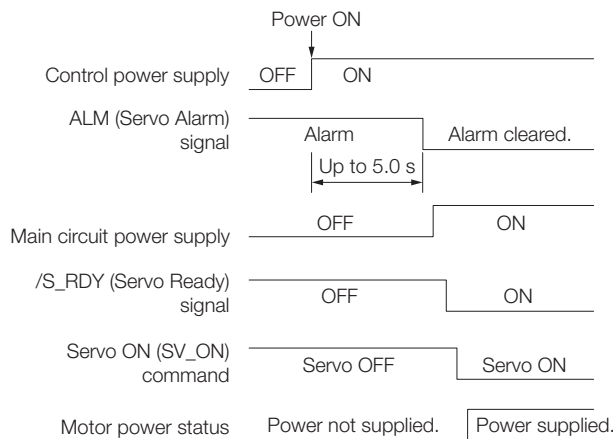 Power ON
Control power supply OFF ON
ALM (Servo Alarm)
signal
Alarm Alarm cleared.
Up to 5.0 s
Main circuit power supply OFF ON
/S_RDY (Servo Ready)
signal
OFF ON
Servo ON (SV_ON)
command
Servo OFF Servo ON
Motor power status Power not supplied. Power supplied.